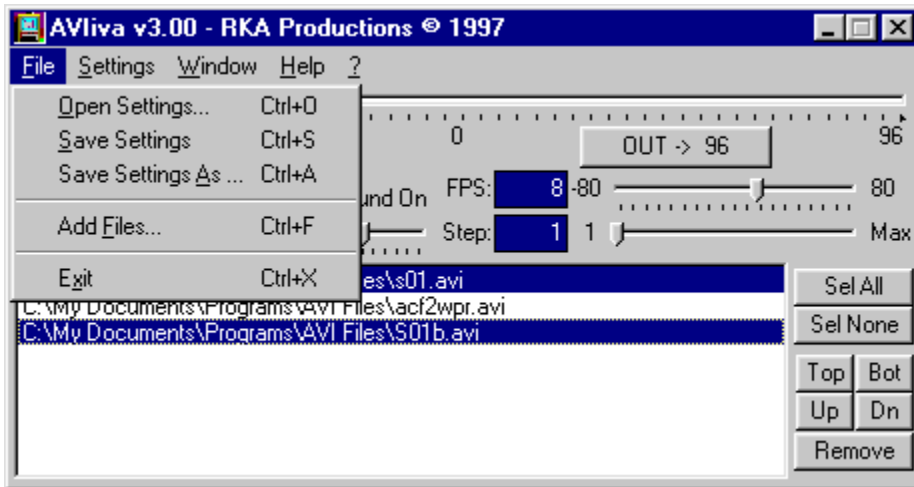 AVIiva v3.00 - RKA Productions © 1997
File Settings Window Help ?
Open Settings... Ctrl+O
Save Settings Ctrl+S
Save Settings As ... Ctrl+A
Add Files... Ctrl+F
Exit Ctrl+X
0 OUT -> 96 96
und On FPS: 8 -80 80
Step: 1 1 Max
es\s01.avi
C:\My Documents\Programs\AVI Files\acf2wpr.avi
C:\My Documents\Programs\AVI Files\S01b.avi
Sel All
Sel None
Top Bot
Up Dn
Remove